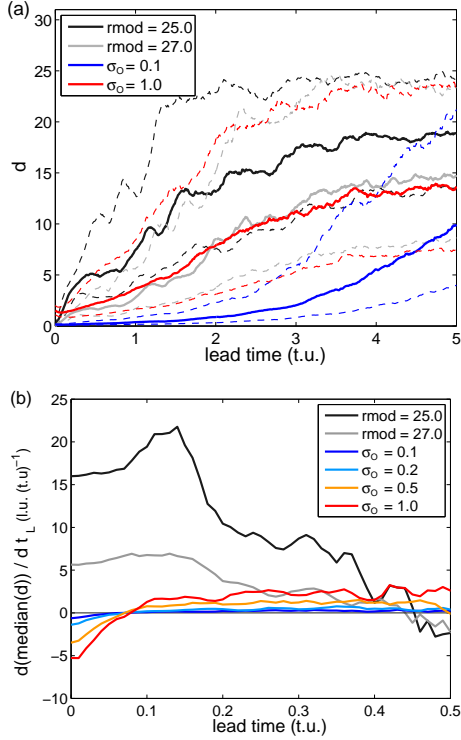 (a)
30
25
20
15
10
5
0
d
rmod = 25.0
rmod = 27.0
σO = 0.1
σO = 1.0
0 1 2 3 4 5
lead time (t.u.)
(b)
25
20
15
10
5
0
−5
−10
d(median(d)) / d tL (l.u. (t.u)−1)
rmod = 25.0
rmod = 27.0
σO = 0.1
σO = 0.2
σO = 0.5
σO = 1.0
0 0.1 0.2 0.3 0.4 0.5
lead time (t.u.)